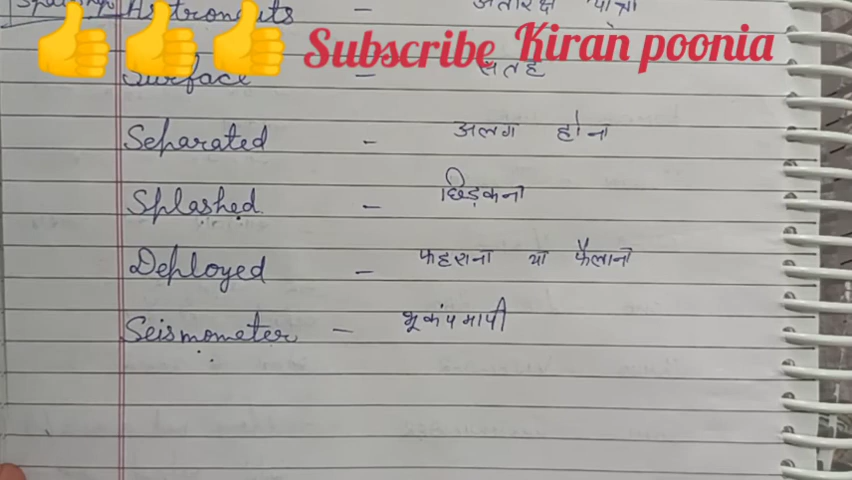 Astronauts - अंतरिक्ष यात्री
Subscribe Kiran poonia
Surface - सतह
Separated - अलग होना
Splashed - छिड़कना
Deployed - फहराना या फैलाना
Seismometer - भूकंपमापी